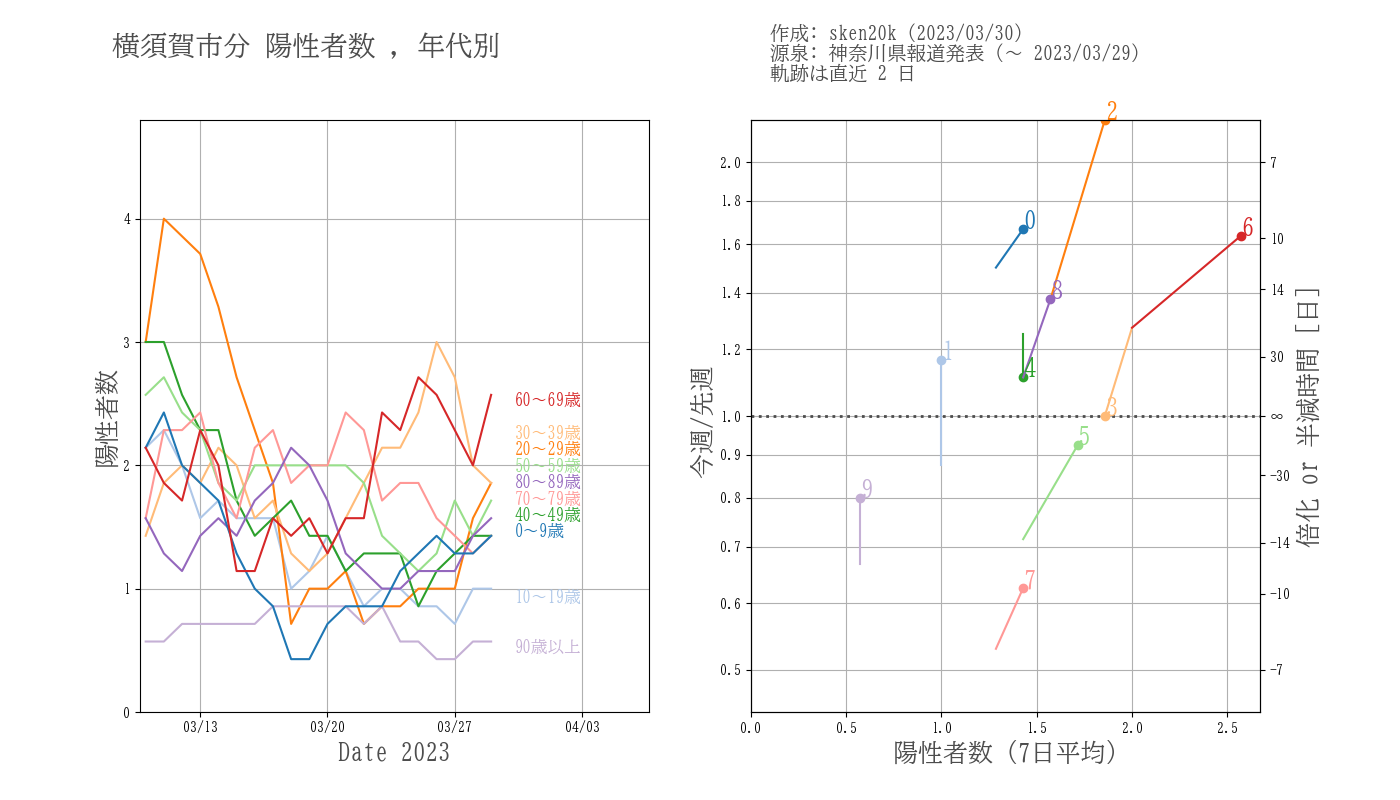 横須賀市分 陽性者数 , 年代別
作成: sken20k (2023/03/30)
源泉: 神奈川県報道発表 (〜 2023/03/29)
軌跡は直近 2 日
陽性者数
4
3
2
1
0
03/13
03/20
03/27
04/03
Date 2023
60〜69歳
30〜39歳
20〜29歳
50〜59歳
80〜89歳
70〜79歳
40〜49歳
0〜9歳
10〜19歳
90歳以上
今週/先週
2.0
1.8
1.6
1.4
1.2
1.0
0.9
0.8
0.7
0.6
0.5
0.0
0.5
1.0
1.5
2.0
2.5
陽性者数 (7日平均)
2
0
6
8
1
4
3
5
9
7
7
10
14
30
∞
-30
-14
-10
-7
倍化 or 半減時間 [日]